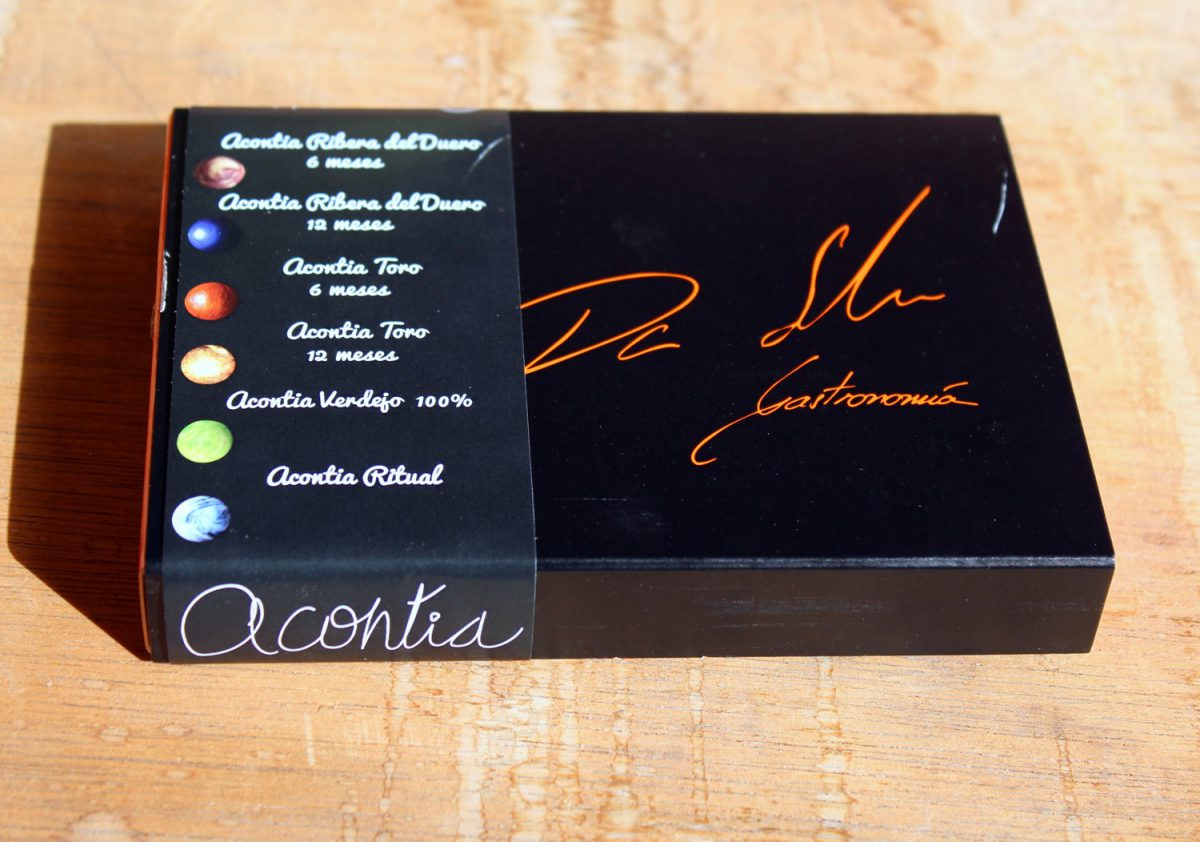 Acontia Ribera del Duero
6 meses
Acontia Ribera del Duero
12 meses
Acontia Toro
6 meses
Acontia Toro
12 meses
Acontia Verdejo 100%
Acontia Ritual
acontia
Gastronomía